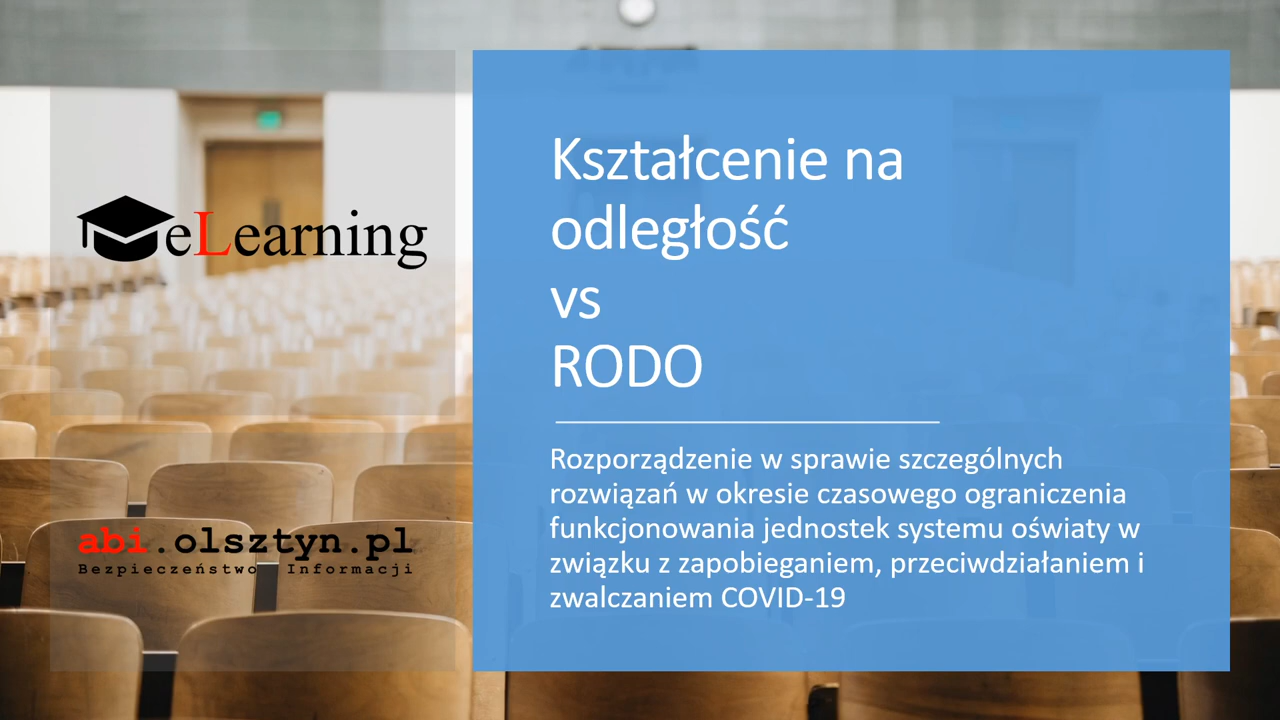 eLearning
abi.olsztyn.pl
Bezpieczeństwo Informacji
Kształcenie na
odległość
vs
RODO
Rozporządzenie w sprawie szczególnych
rozwiązań w okresie czasowego ograniczenia
funkcjonowania jednostek systemu oświaty w
związku z zapobieganiem, przeciwdziałaniem i
zwalczaniem COVID-19